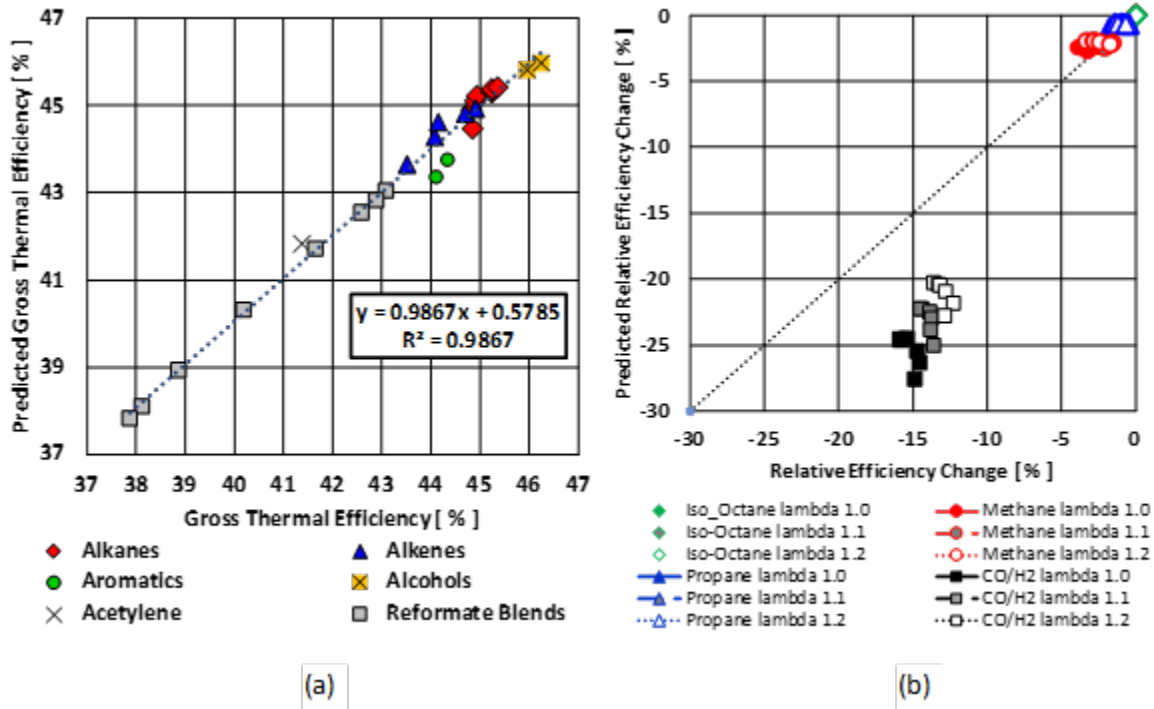 Predicted Gross Thermal Efficiency [ % ]
47
45
43
41
39
37
y = 0.9867x + 0.5785
R² = 0.9867
37 38 39 40 41 42 43 44 45 46 47
Gross Thermal Efficiency [ % ]
Alkanes
Alkenes
Aromatics
Alcohols
Acetylene
Reformate Blends
(a)
Predicted Relative Efficiency Change [ % ]
0
-5
-10
-15
-20
-25
-30
-30 -25 -20 -15 -10 -5 0
Relative Efficiency Change [ % ]
Iso_Octane lambda 1.0
Methane lambda 1.0
Iso-Octane lambda 1.1
Methane lambda 1.1
Iso-Octane lambda 1.2
Methane lambda 1.2
Propane lambda 1.0
CO/H2 lambda 1.0
Propane lambda 1.1
CO/H2 lambda 1.1
Propane lambda 1.2
CO/H2 lambda 1.2
(b)